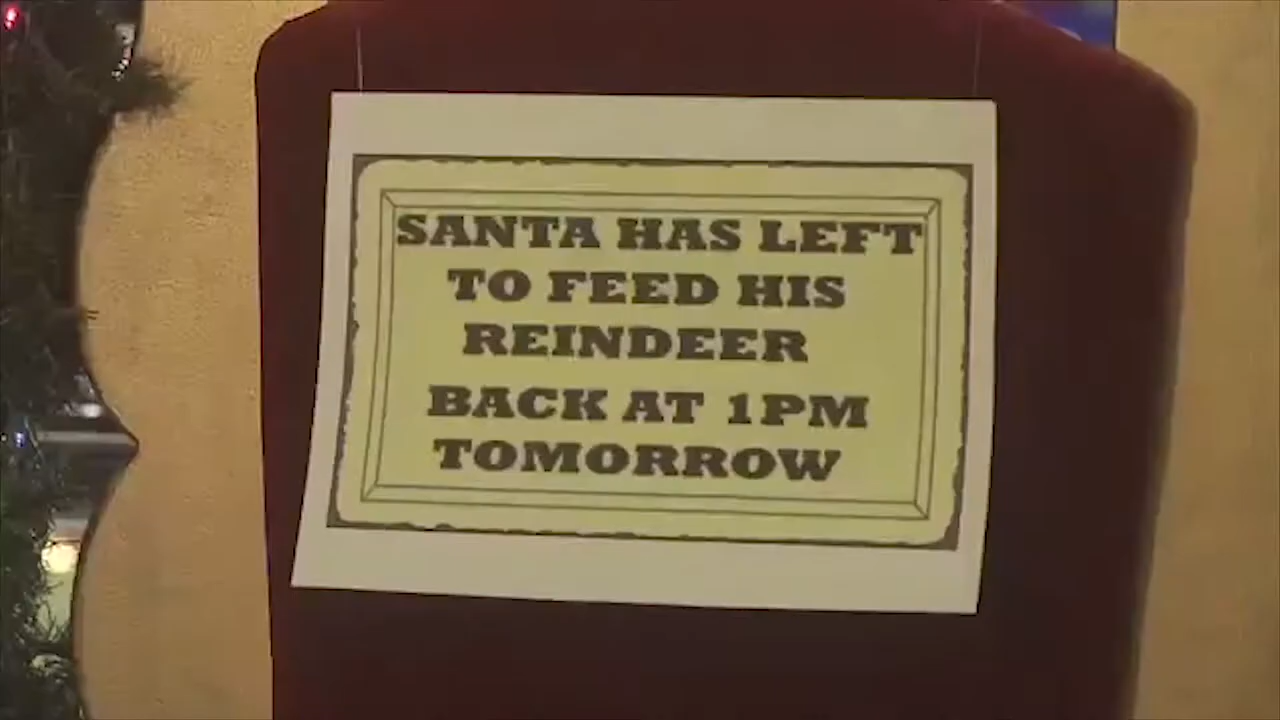 SANTA HAS LEFT
TO FEED HIS
REINDEER
BACK AT 1PM
TOMORROW